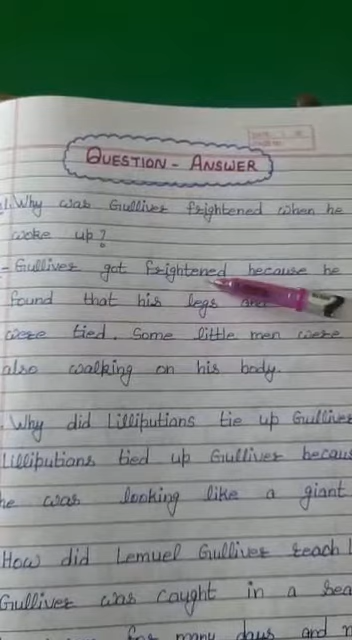 QUESTION - ANSWER
1. Why was Gulliver frightened when he
woke up?
- Gulliver got frightened because he
found that his legs and
were tied. Some little men were
also walking on his body.
Why did Lilliputians tie up Gulliver
Lilliputians tied up Gulliver
he was looking like a giant
How did Lemuel Gulliver reach
Gulliver was caught in a
for many days and